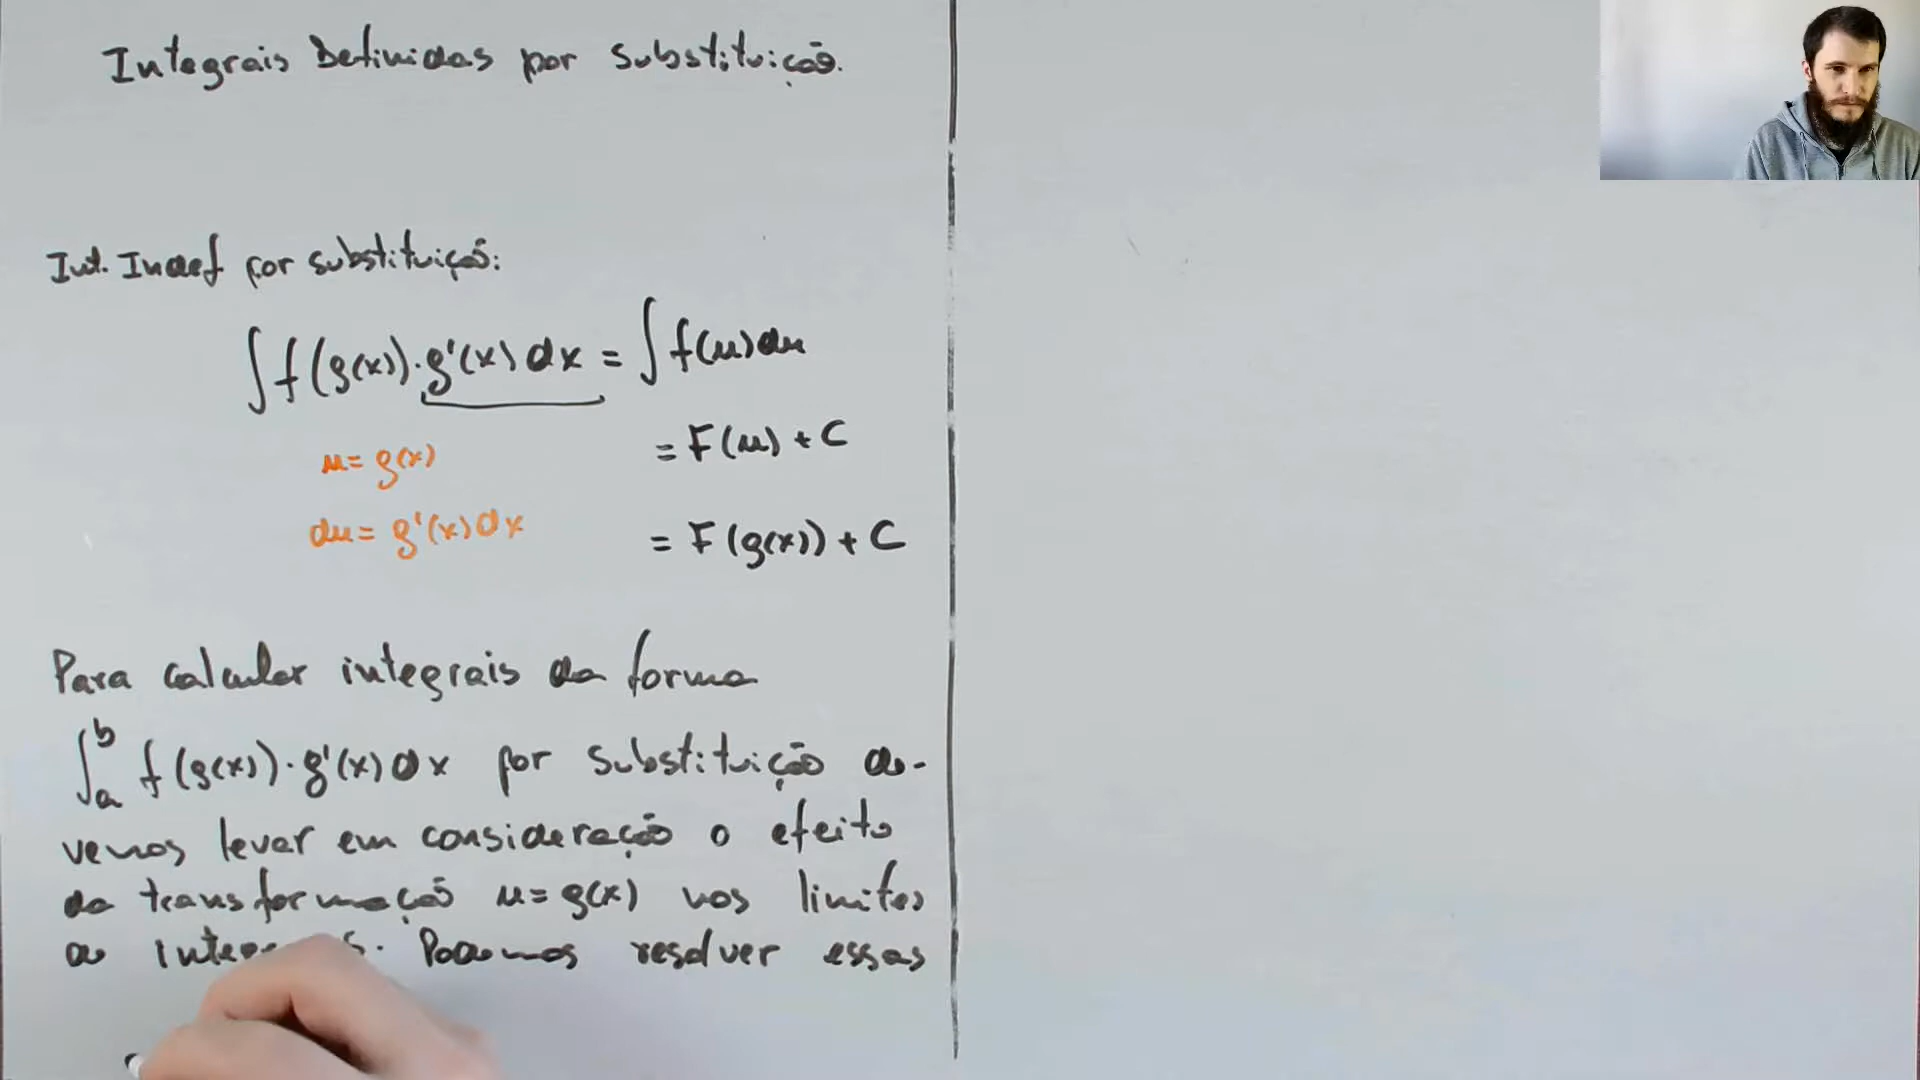 Integrais Definidas por substituição.
Int. Indef por substituição:
∫f(g(x))·g'(x)dx = ∫f(u)du
u=g(x)
= F(u) + C
du=g'(x)dx
= F(g(x)) + C
Para calcular integrais da forma
∫_a^b f(g(x))·g'(x)dx por substituição de-
vemos levar em consideração o efeito
da transformação u=g(x) nos limites
de Podemos resolver essas